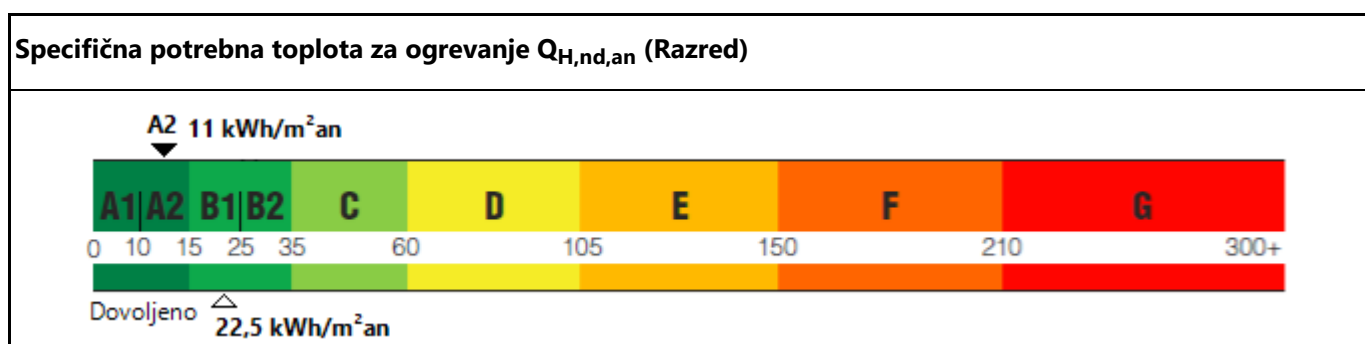 Specifična potrebna toplota za ogrevanje Q_H,nd,an (Razred)
A2 11 kWh/m²an
A1 A2 B1 B2 C D E F G
0 10 15 25 35 60 105 150 210 300+
Dovoljeno
22,5 kWh/m²an